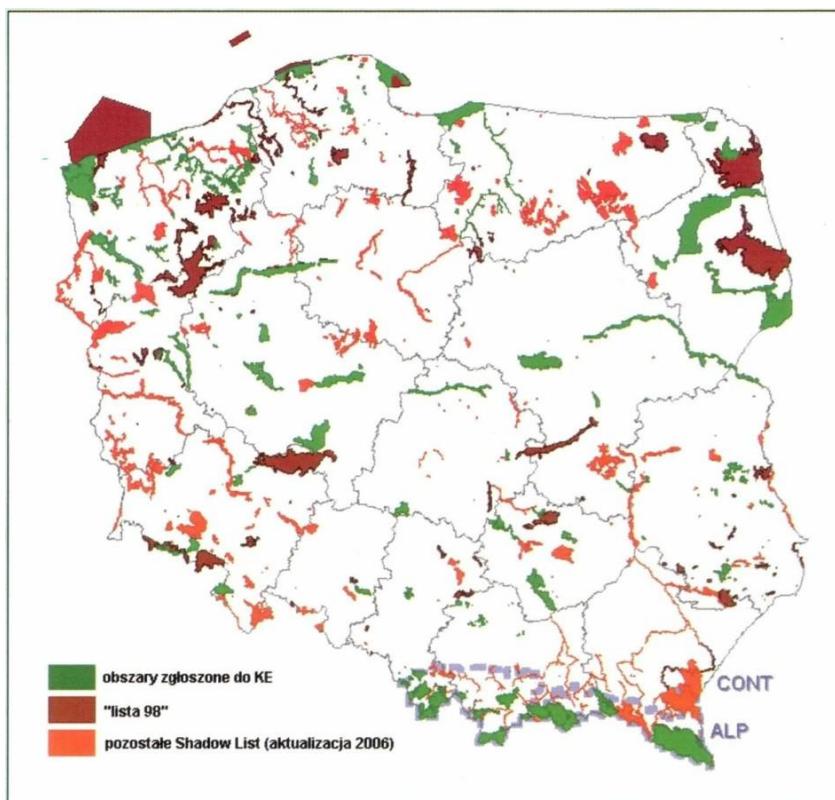 CONT
ALP
obszary zgłoszone do KE
"lista 98"
pozostałe Shadow List (aktualizacja 2006)